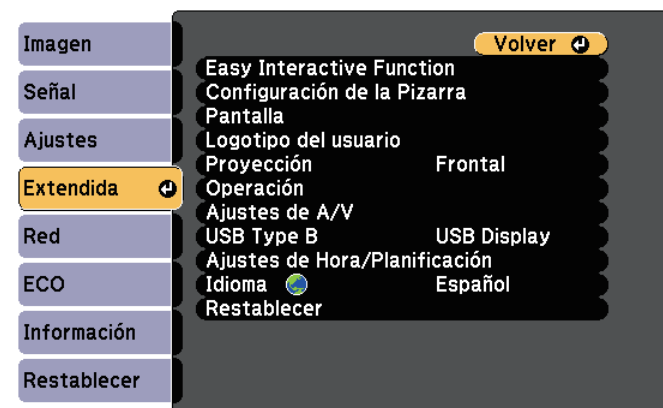 Imagen
Señal
Ajustes
Extendida
Red
ECO
Información
Restablecer
Volver
Easy Interactive Function
Configuración de la Pizarra
Pantalla
Logotipo del usuario
Proyección Frontal
Operación
Ajustes de A/V
USB Type B USB Display
Ajustes de Hora/Planificación
Idioma Español
Restablecer